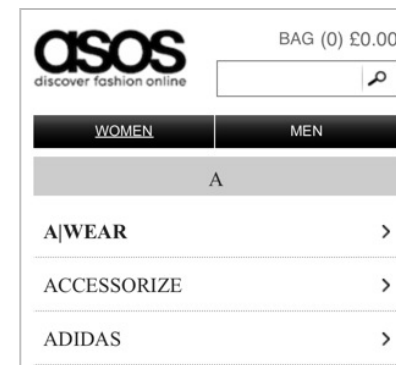 asos
discover fashion online
BAG (0) £0.00
WOMEN
MEN
A
A|WEAR
ACCESSORIZE
ADIDAS